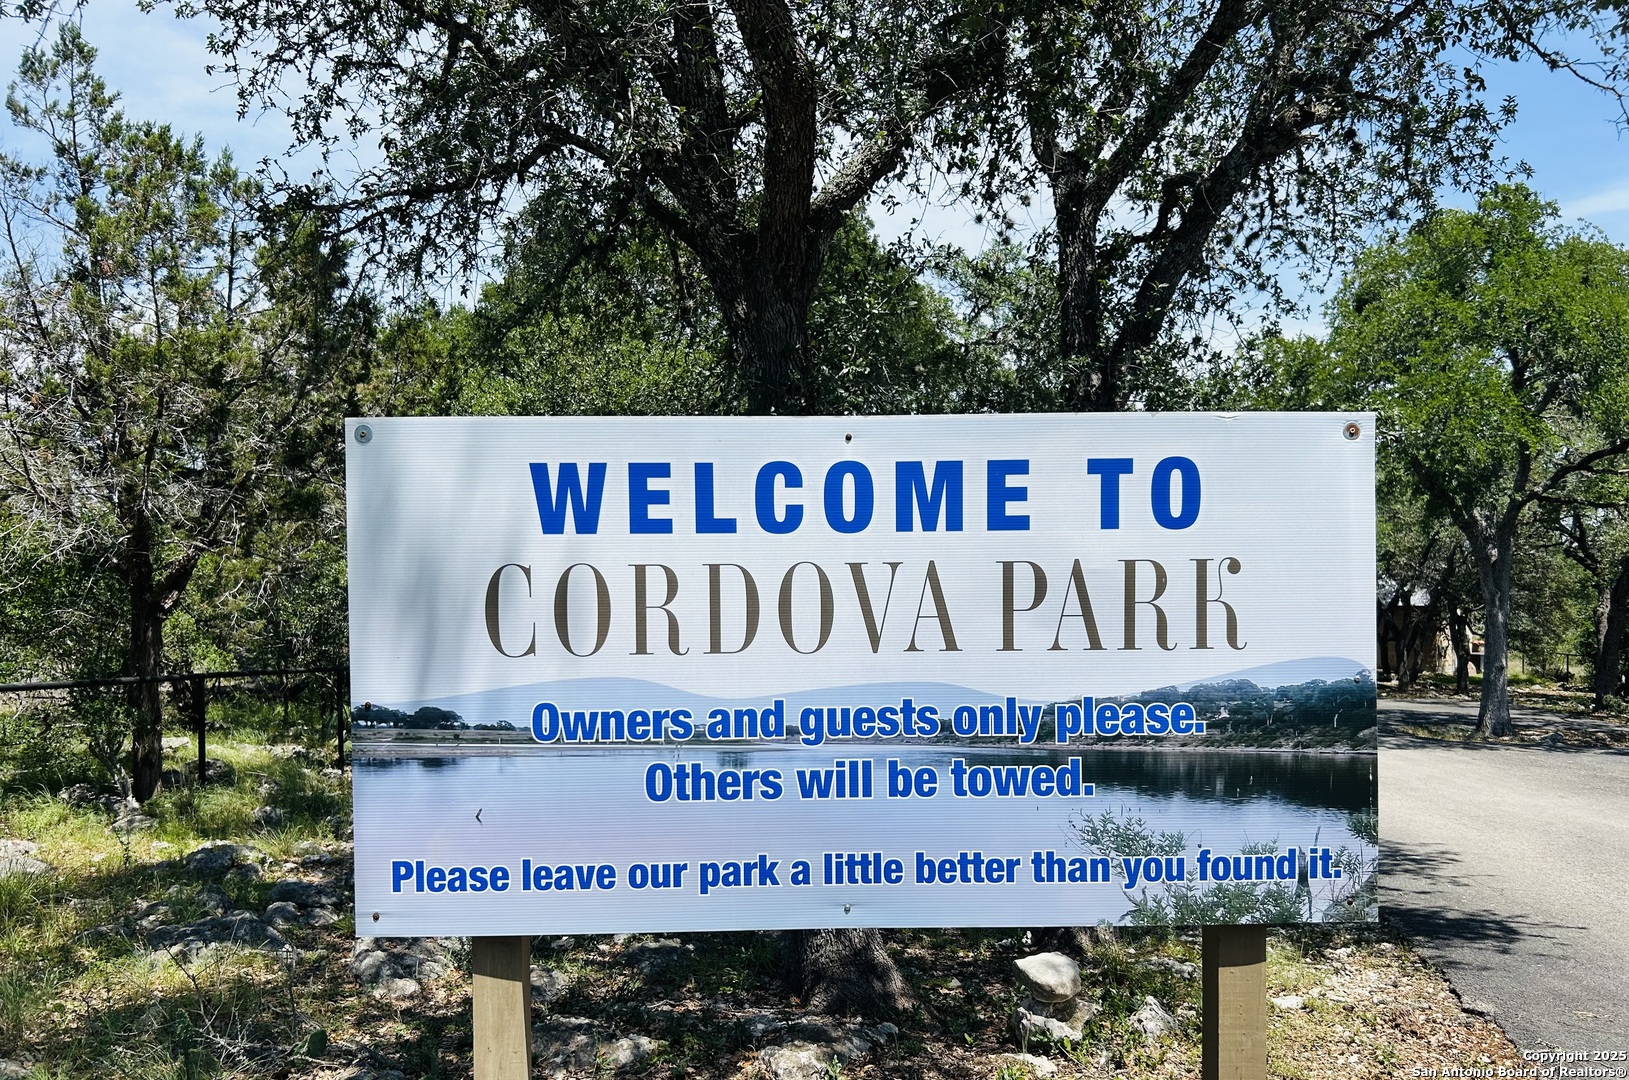 WELCOME TO
CORDOVA PARK
Owners and guests only please.
Others will be towed.
Please leave our park a little better than you found it.
Copyright 2025
San Antonio Board of Realtors®